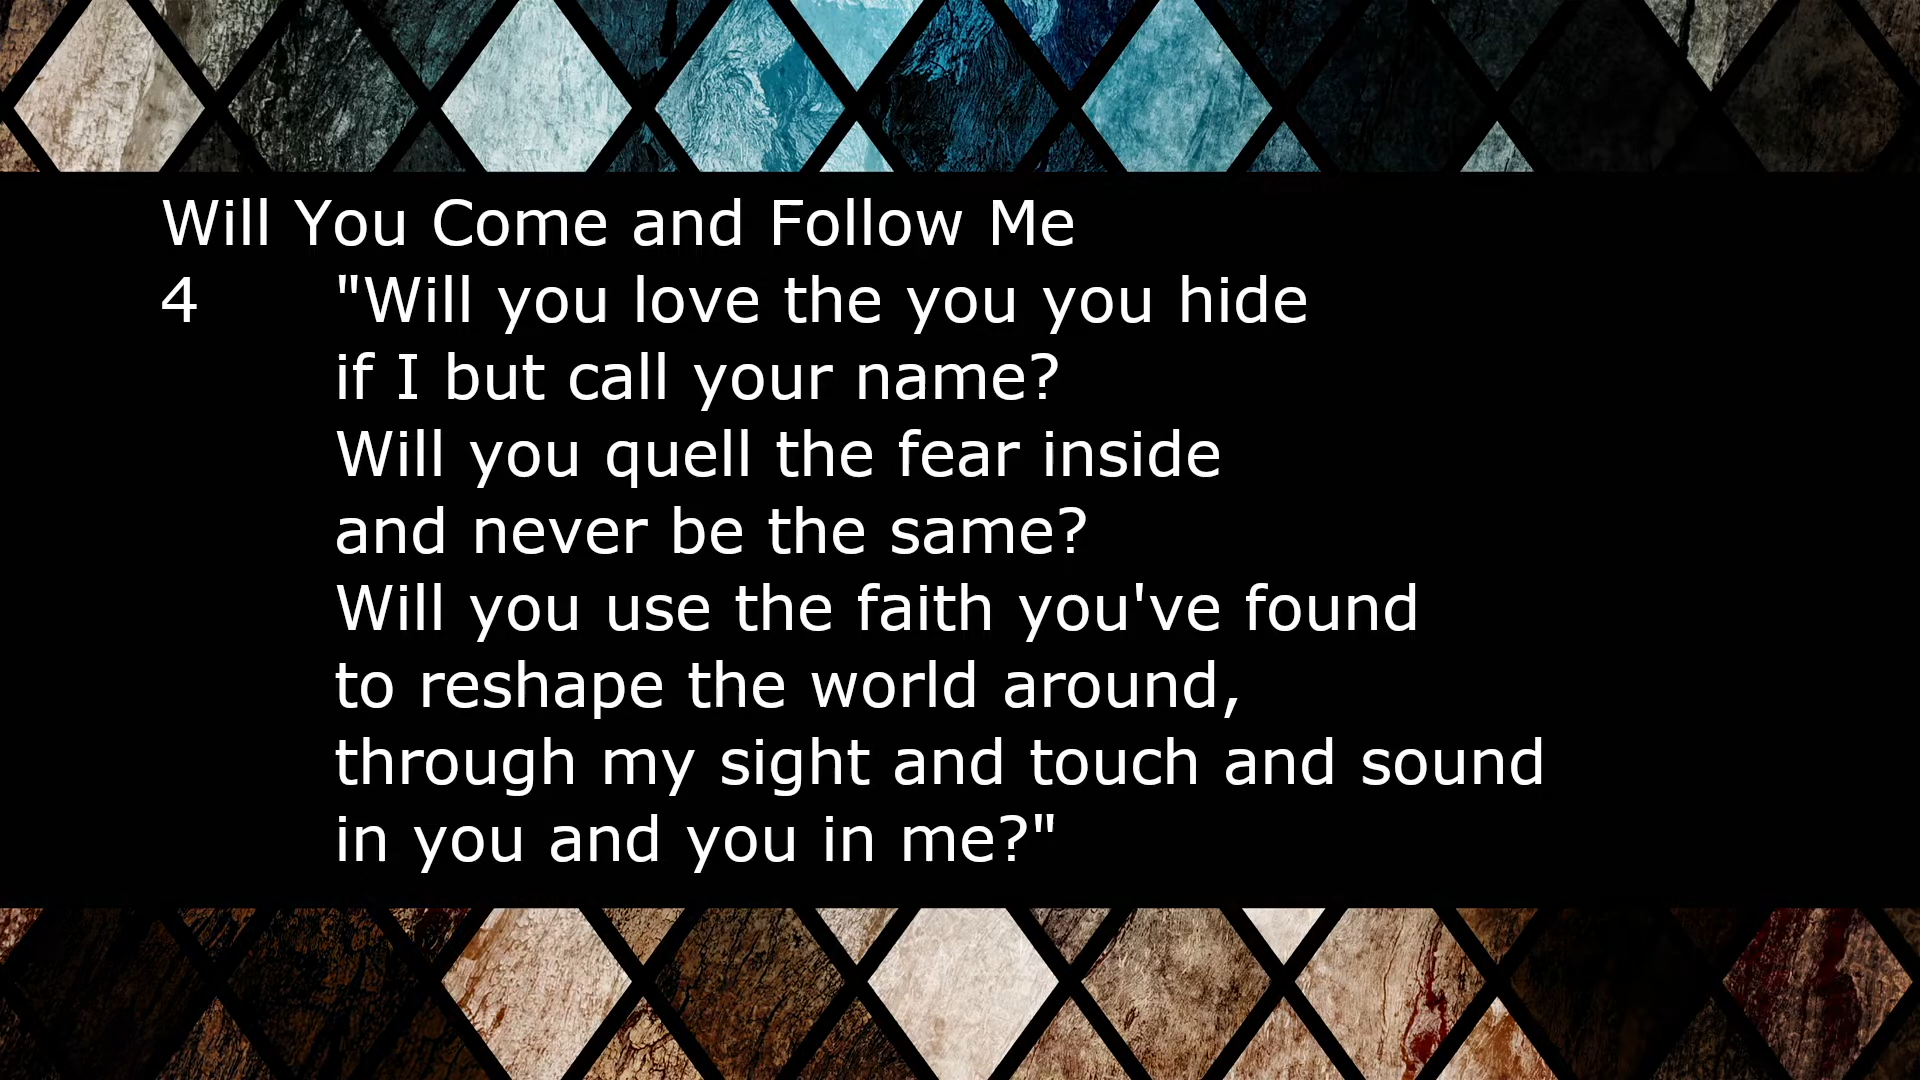 Will You Come and Follow Me
4 "Will you love the you you hide
if I but call your name?
Will you quell the fear inside
and never be the same?
Will you use the faith you've found
to reshape the world around,
through my sight and touch and sound
in you and you in me?"